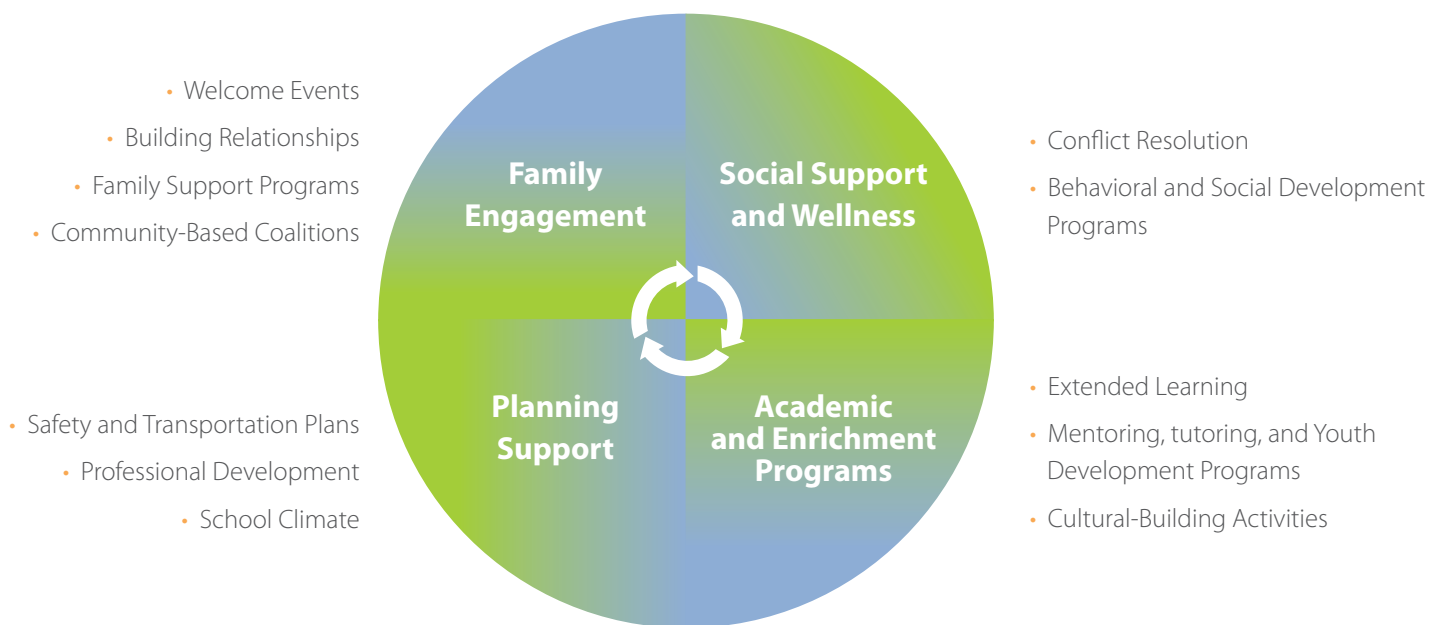 • Welcome Events
• Building Relationships
• Family Support Programs
• Community-Based Coalitions
Family
Engagement
Social Support
and Wellness
• Conflict Resolution
• Behavioral and Social Development
Programs
• Safety and Transportation Plans
• Professional Development
• School Climate
Planning
Support
Academic
and Enrichment
Programs
• Extended Learning
• Mentoring, tutoring, and Youth
Development Programs
• Cultural-Building Activities